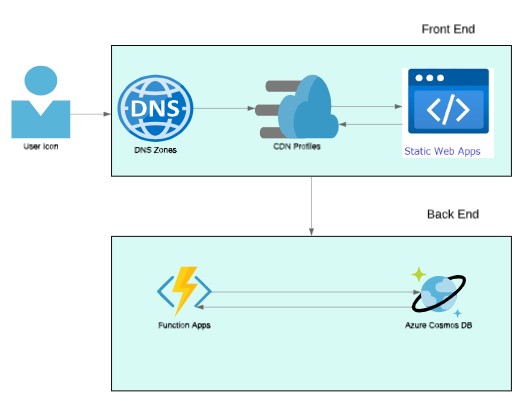 Front End
DNS
User Icon
DNS Zones
CDN Profiles
Static Web Apps
Back End
Function Apps
Azure Cosmos DB